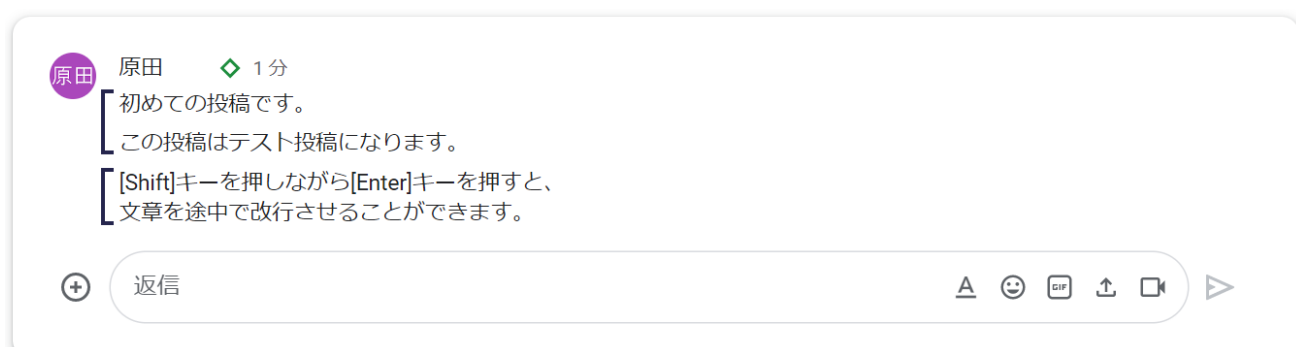 原田
原田 1 分
初めての投稿です。
この投稿はテスト投稿になります。
[Shift]キーを押しながら[Enter]キーを押すと、
文章を途中で改行させることができます。
返信
A
GIF